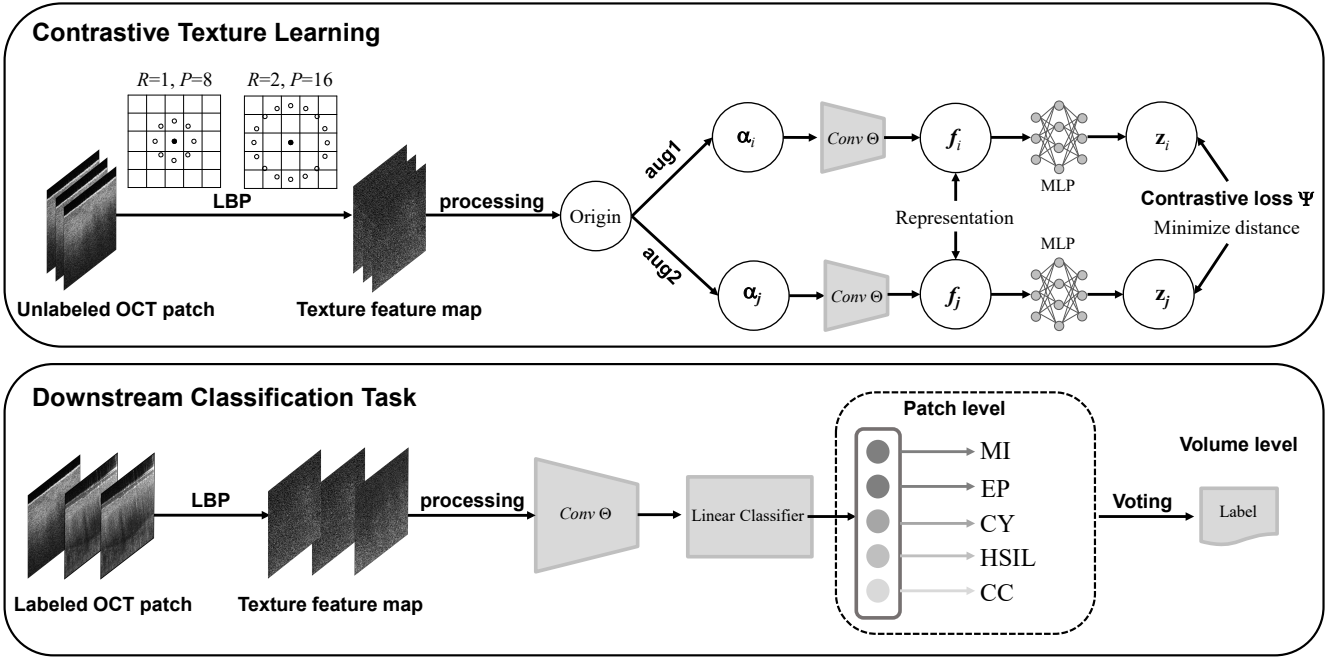 Contrastive Texture Learning
R=1, P=8
R=2, P=16
LBP
Unlabeled OCT patch
Texture feature map
processing
Origin
aug1
aug2
αi
Conv Θ
fi
MLP
zi
Representation
Contrastive loss Ψ
Minimize distance
αj
Conv Θ
fj
MLP
zj
Downstream Classification Task
Labeled OCT patch
LBP
Texture feature map
processing
Conv Θ
Linear Classifier
Patch level
MI
EP
CY
HSIL
CC
Voting
Volume level
Label